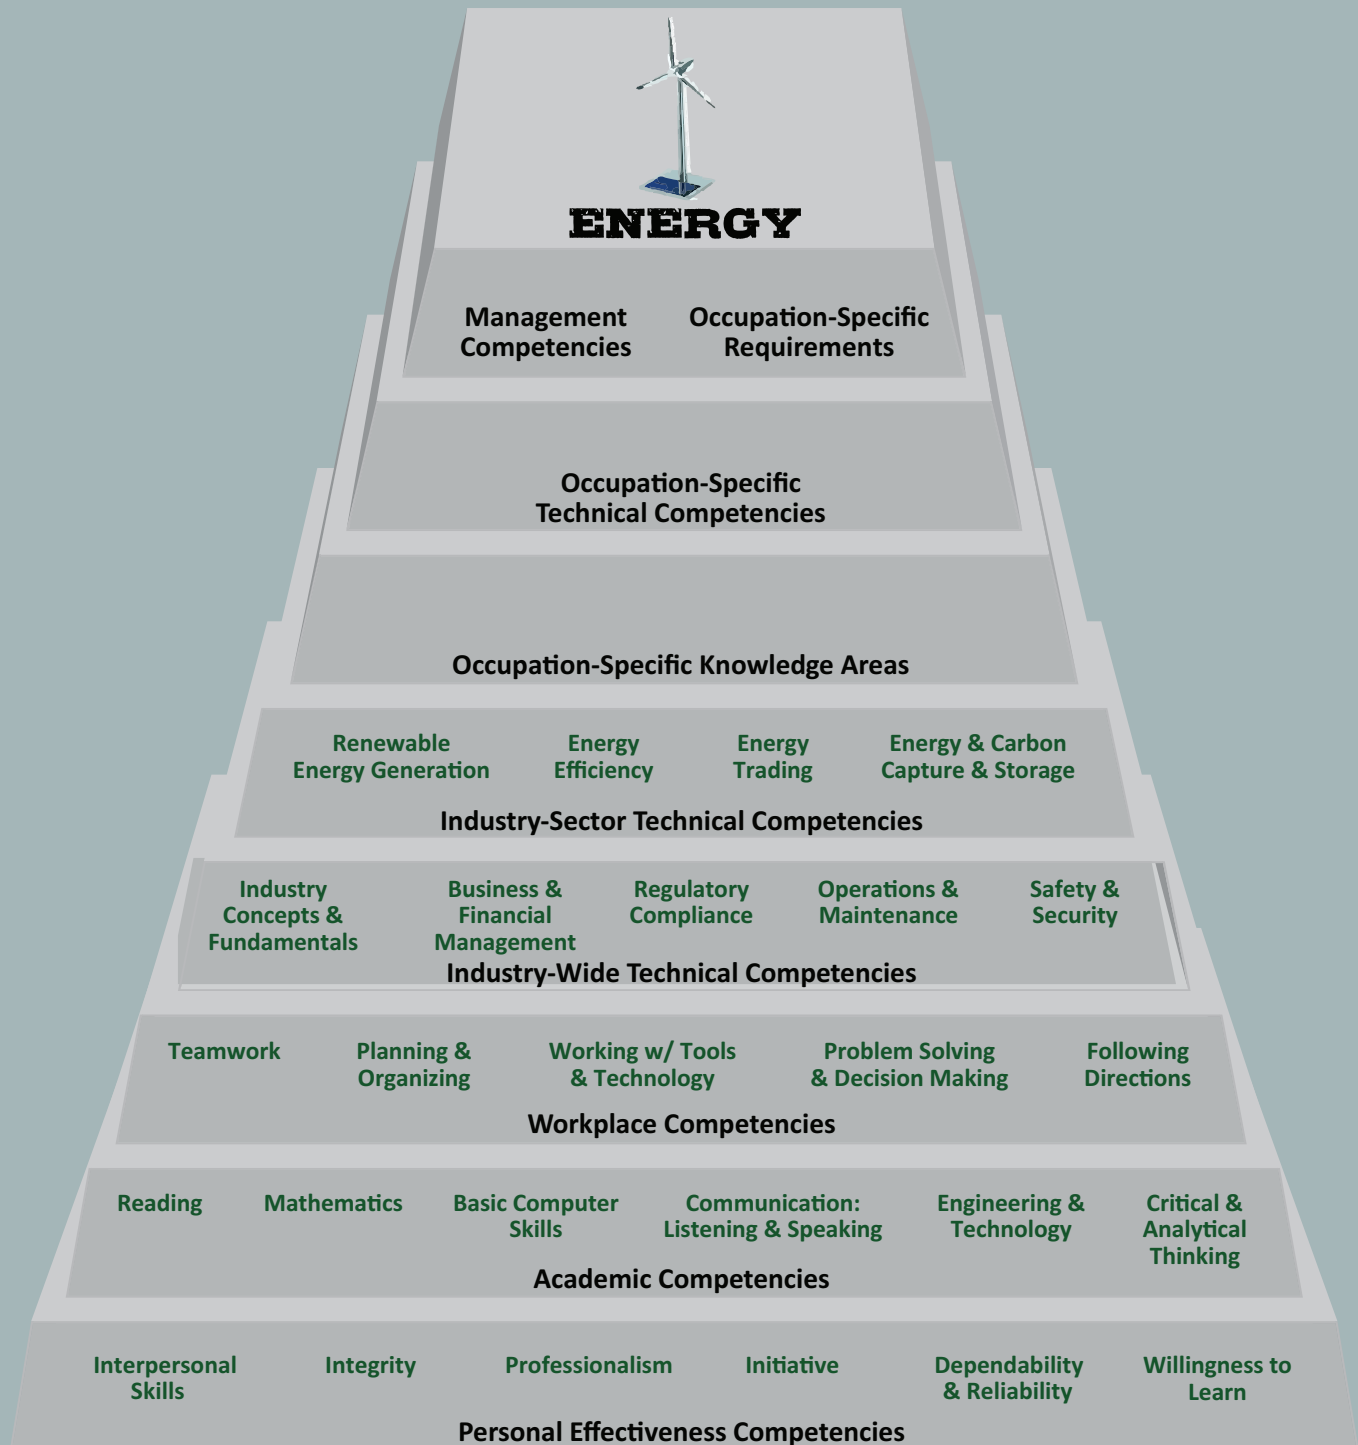 ENERGY
Management Occupation-Specific
Competencies Requirements
Occupation-Specific
Technical Competencies
Occupation-Specific Knowledge Areas
Renewable Energy Energy Energy & Carbon
Energy Generation Efficiency Trading Capture & Storage
Industry-Sector Technical Competencies
Industry Business & Regulatory Operations & Safety &
Concepts & Financial Compliance Maintenance Security
Fundamentals Management
Industry-Wide Technical Competencies
Teamwork Planning & Working w/ Tools Problem Solving Following
Organizing & Technology & Decision Making Directions
Workplace Competencies
Reading Mathematics Basic Computer Communication: Engineering & Critical &
Skills Listening & Speaking Technology Analytical
Thinking
Academic Competencies
Interpersonal Integrity Professionalism Initiative Dependability Willingness to
Skills & Reliability Learn
Personal Effectiveness Competencies